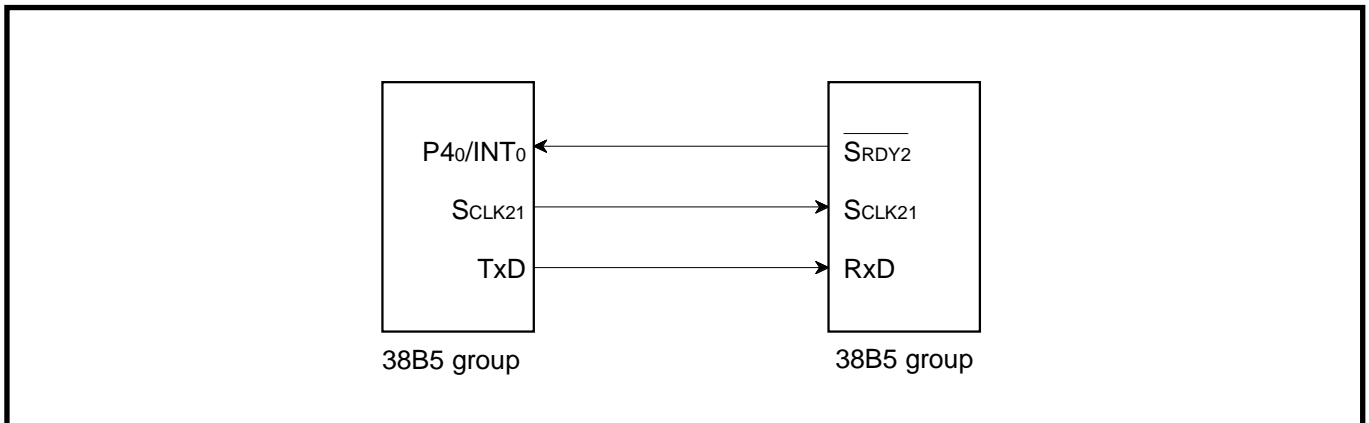 P40/INT0 SRDY2
SCLK21 SCLK21
TxD RxD
38B5 group 38B5 group